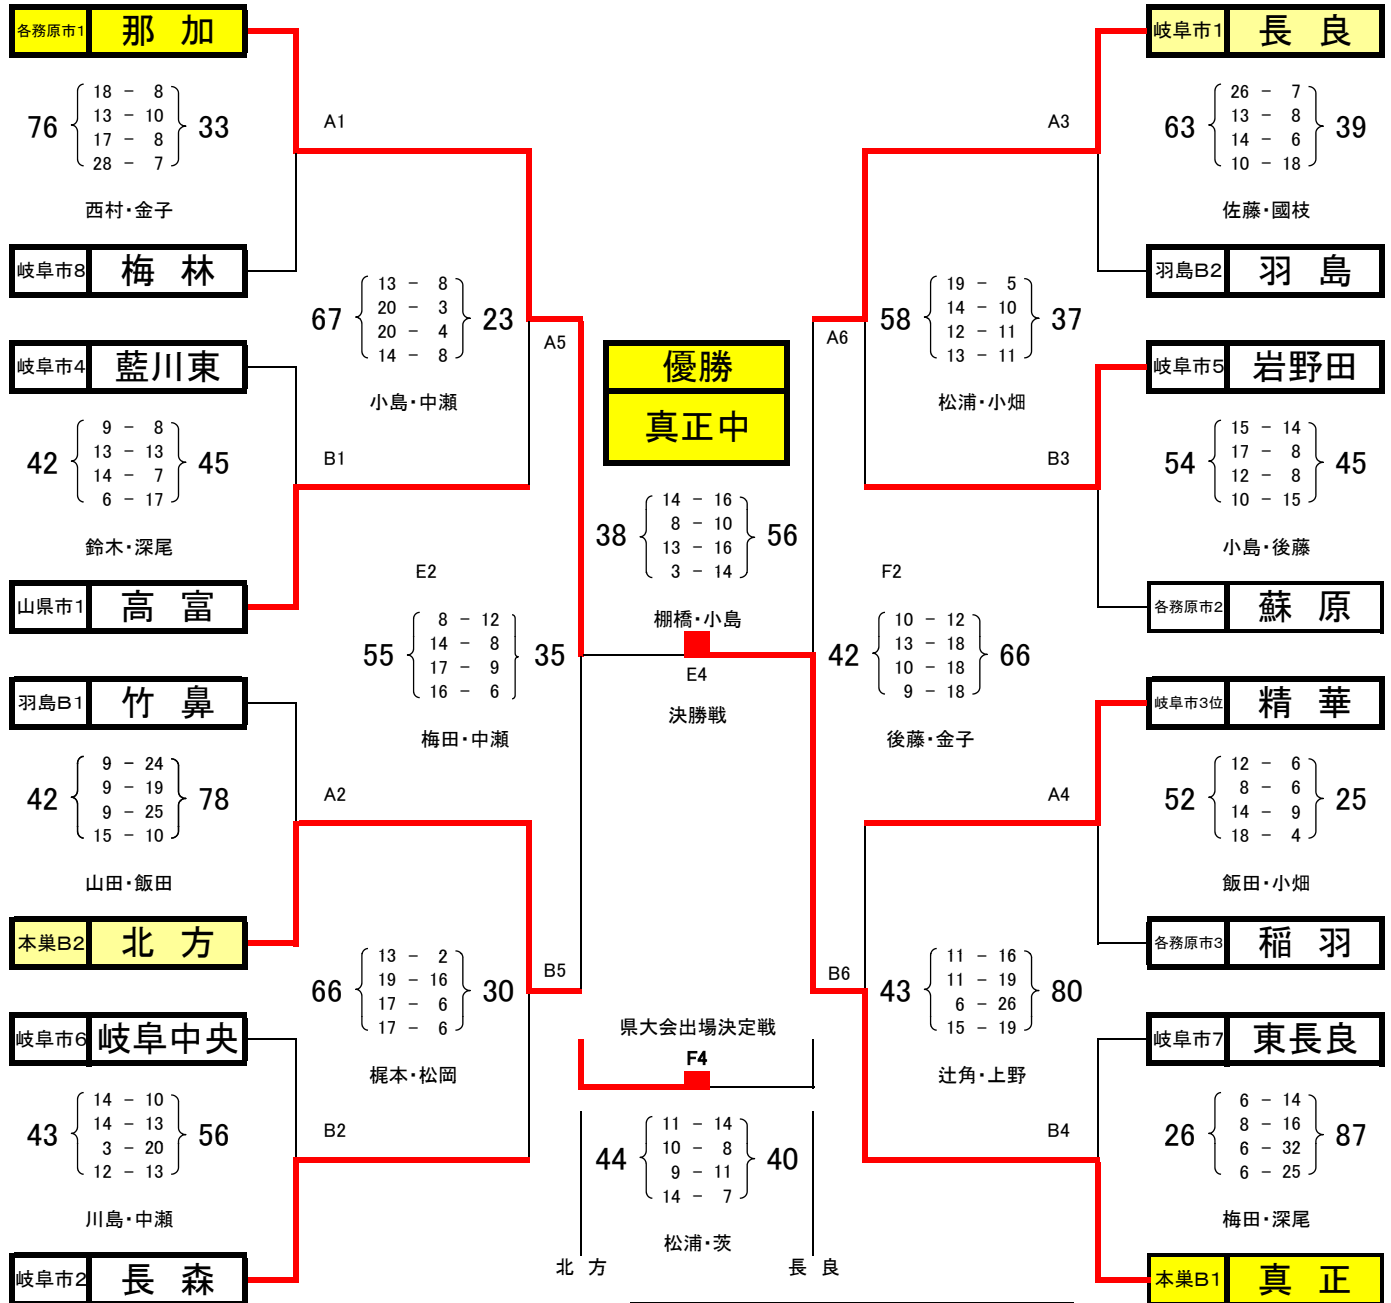 各務原市1 那 加
76 18 - 8 33
13 - 10
17 - 8
28 - 7
西村・金子
A1
岐阜市8 梅 林
67 13 - 8 23
20 - 3
20 - 4
14 - 8
小島・中瀬
A5
岐阜市4 藍川東
42 9 - 8 45
13 - 13
14 - 7
6 - 17
鈴木・深尾
B1
山県市1 高 富
E2
55 8 - 12 35
14 - 8
17 - 9
16 - 6
梅田・中瀬
羽島B1 竹 鼻
42 9 - 24 78
9 - 19
9 - 25
15 - 10
山田・飯田
A2
本巣B2 北 方
66 13 - 2 30
19 - 16
17 - 6
17 - 6
梶本・松岡
B5
岐阜市6 岐阜中央
43 14 - 10 56
14 - 13
3 - 20
12 - 13
川島・中瀬
B2
岐阜市2 長 森
優勝
真正中
38 14 - 16 56
8 - 10
13 - 16
3 - 14
棚橋・小島
E4
決勝戦
県大会出場決定戦
F4
44 11 - 14 40
10 - 8
9 - 11
14 - 7
松浦・茨
北 方
長 良
岐阜市1 長 良
A3
63 26 - 7 39
13 - 8
14 - 6
10 - 18
佐藤・國枝
羽島B2 羽 島
A6
58 19 - 5 37
14 - 10
12 - 11
13 - 11
松浦・小畑
岐阜市5 岩野田
B3
54 15 - 14 45
17 - 8
12 - 8
10 - 15
小島・後藤
各務原市2 蘇 原
F2
42 10 - 12 66
13 - 18
10 - 18
9 - 18
後藤・金子
岐阜市3位 精 華
A4
52 12 - 6 25
8 - 6
14 - 9
18 - 4
飯田・小畑
各務原市3 稲 羽
B6
43 11 - 16 80
11 - 19
6 - 26
15 - 19
辻角・上野
岐阜市7 東長良
B4
26 6 - 14 87
8 - 16
6 - 32
6 - 25
梅田・深尾
本巣B1 真 正